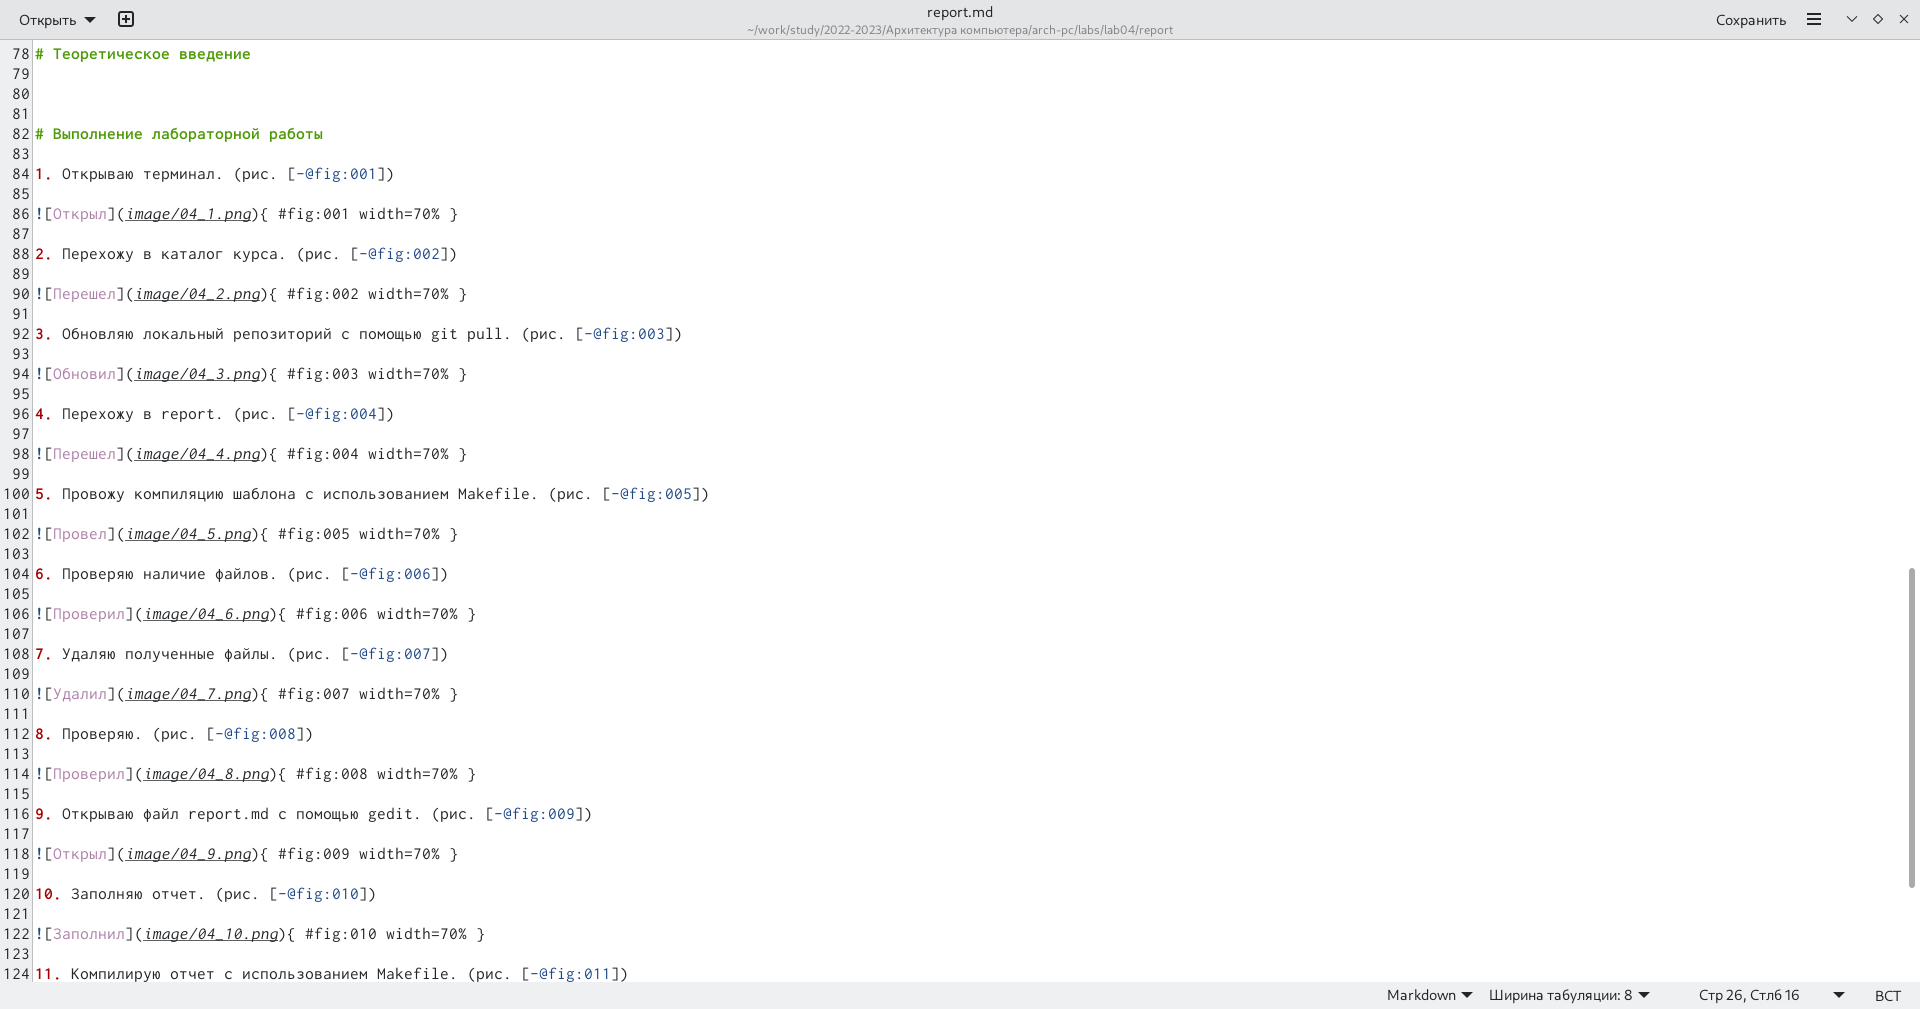 Открыть
report.md
~/work/study/2022-2023/Архитектура компьютера/arch-pc/labs/lab04/report
Сохранить
78 # Теоретическое введение
79
80
81
82 # Выполнение лабораторной работы
83
84 1. Открываю терминал. (рис. [-@fig:001])
85
86 ![Открыл](image/04_1.png){ #fig:001 width=70% }
87
88 2. Перехожу в каталог курса. (рис. [-@fig:002])
89
90 ![Перешел](image/04_2.png){ #fig:002 width=70% }
91
92 3. Обновляю локальный репозиторий с помощью git pull. (рис. [-@fig:003])
93
94 ![Обновил](image/04_3.png){ #fig:003 width=70% }
95
96 4. Перехожу в report. (рис. [-@fig:004])
97
98 ![Перешел](image/04_4.png){ #fig:004 width=70% }
99
100 5. Провожу компиляцию шаблона с использованием Makefile. (рис. [-@fig:005])
101
102 ![Провел](image/04_5.png){ #fig:005 width=70% }
103
104 6. Проверяю наличие файлов. (рис. [-@fig:006])
105
106 ![Проверил](image/04_6.png){ #fig:006 width=70% }
107
108 7. Удаляю полученные файлы. (рис. [-@fig:007])
109
110 ![Удалил](image/04_7.png){ #fig:007 width=70% }
111
112 8. Проверяю. (рис. [-@fig:008])
113
114 ![Проверил](image/04_8.png){ #fig:008 width=70% }
115
116 9. Открываю файл report.md с помощью gedit. (рис. [-@fig:009])
117
118 ![Открыл](image/04_9.png){ #fig:009 width=70% }
119
120 10. Заполняю отчет. (рис. [-@fig:010])
121
122 ![Заполнил](image/04_10.png){ #fig:010 width=70% }
123
124 11. Компилирую отчет с использованием Makefile. (рис. [-@fig:011])
Markdown Ширина табуляции: 8 Стр 26, Стлб 16 ВСТ